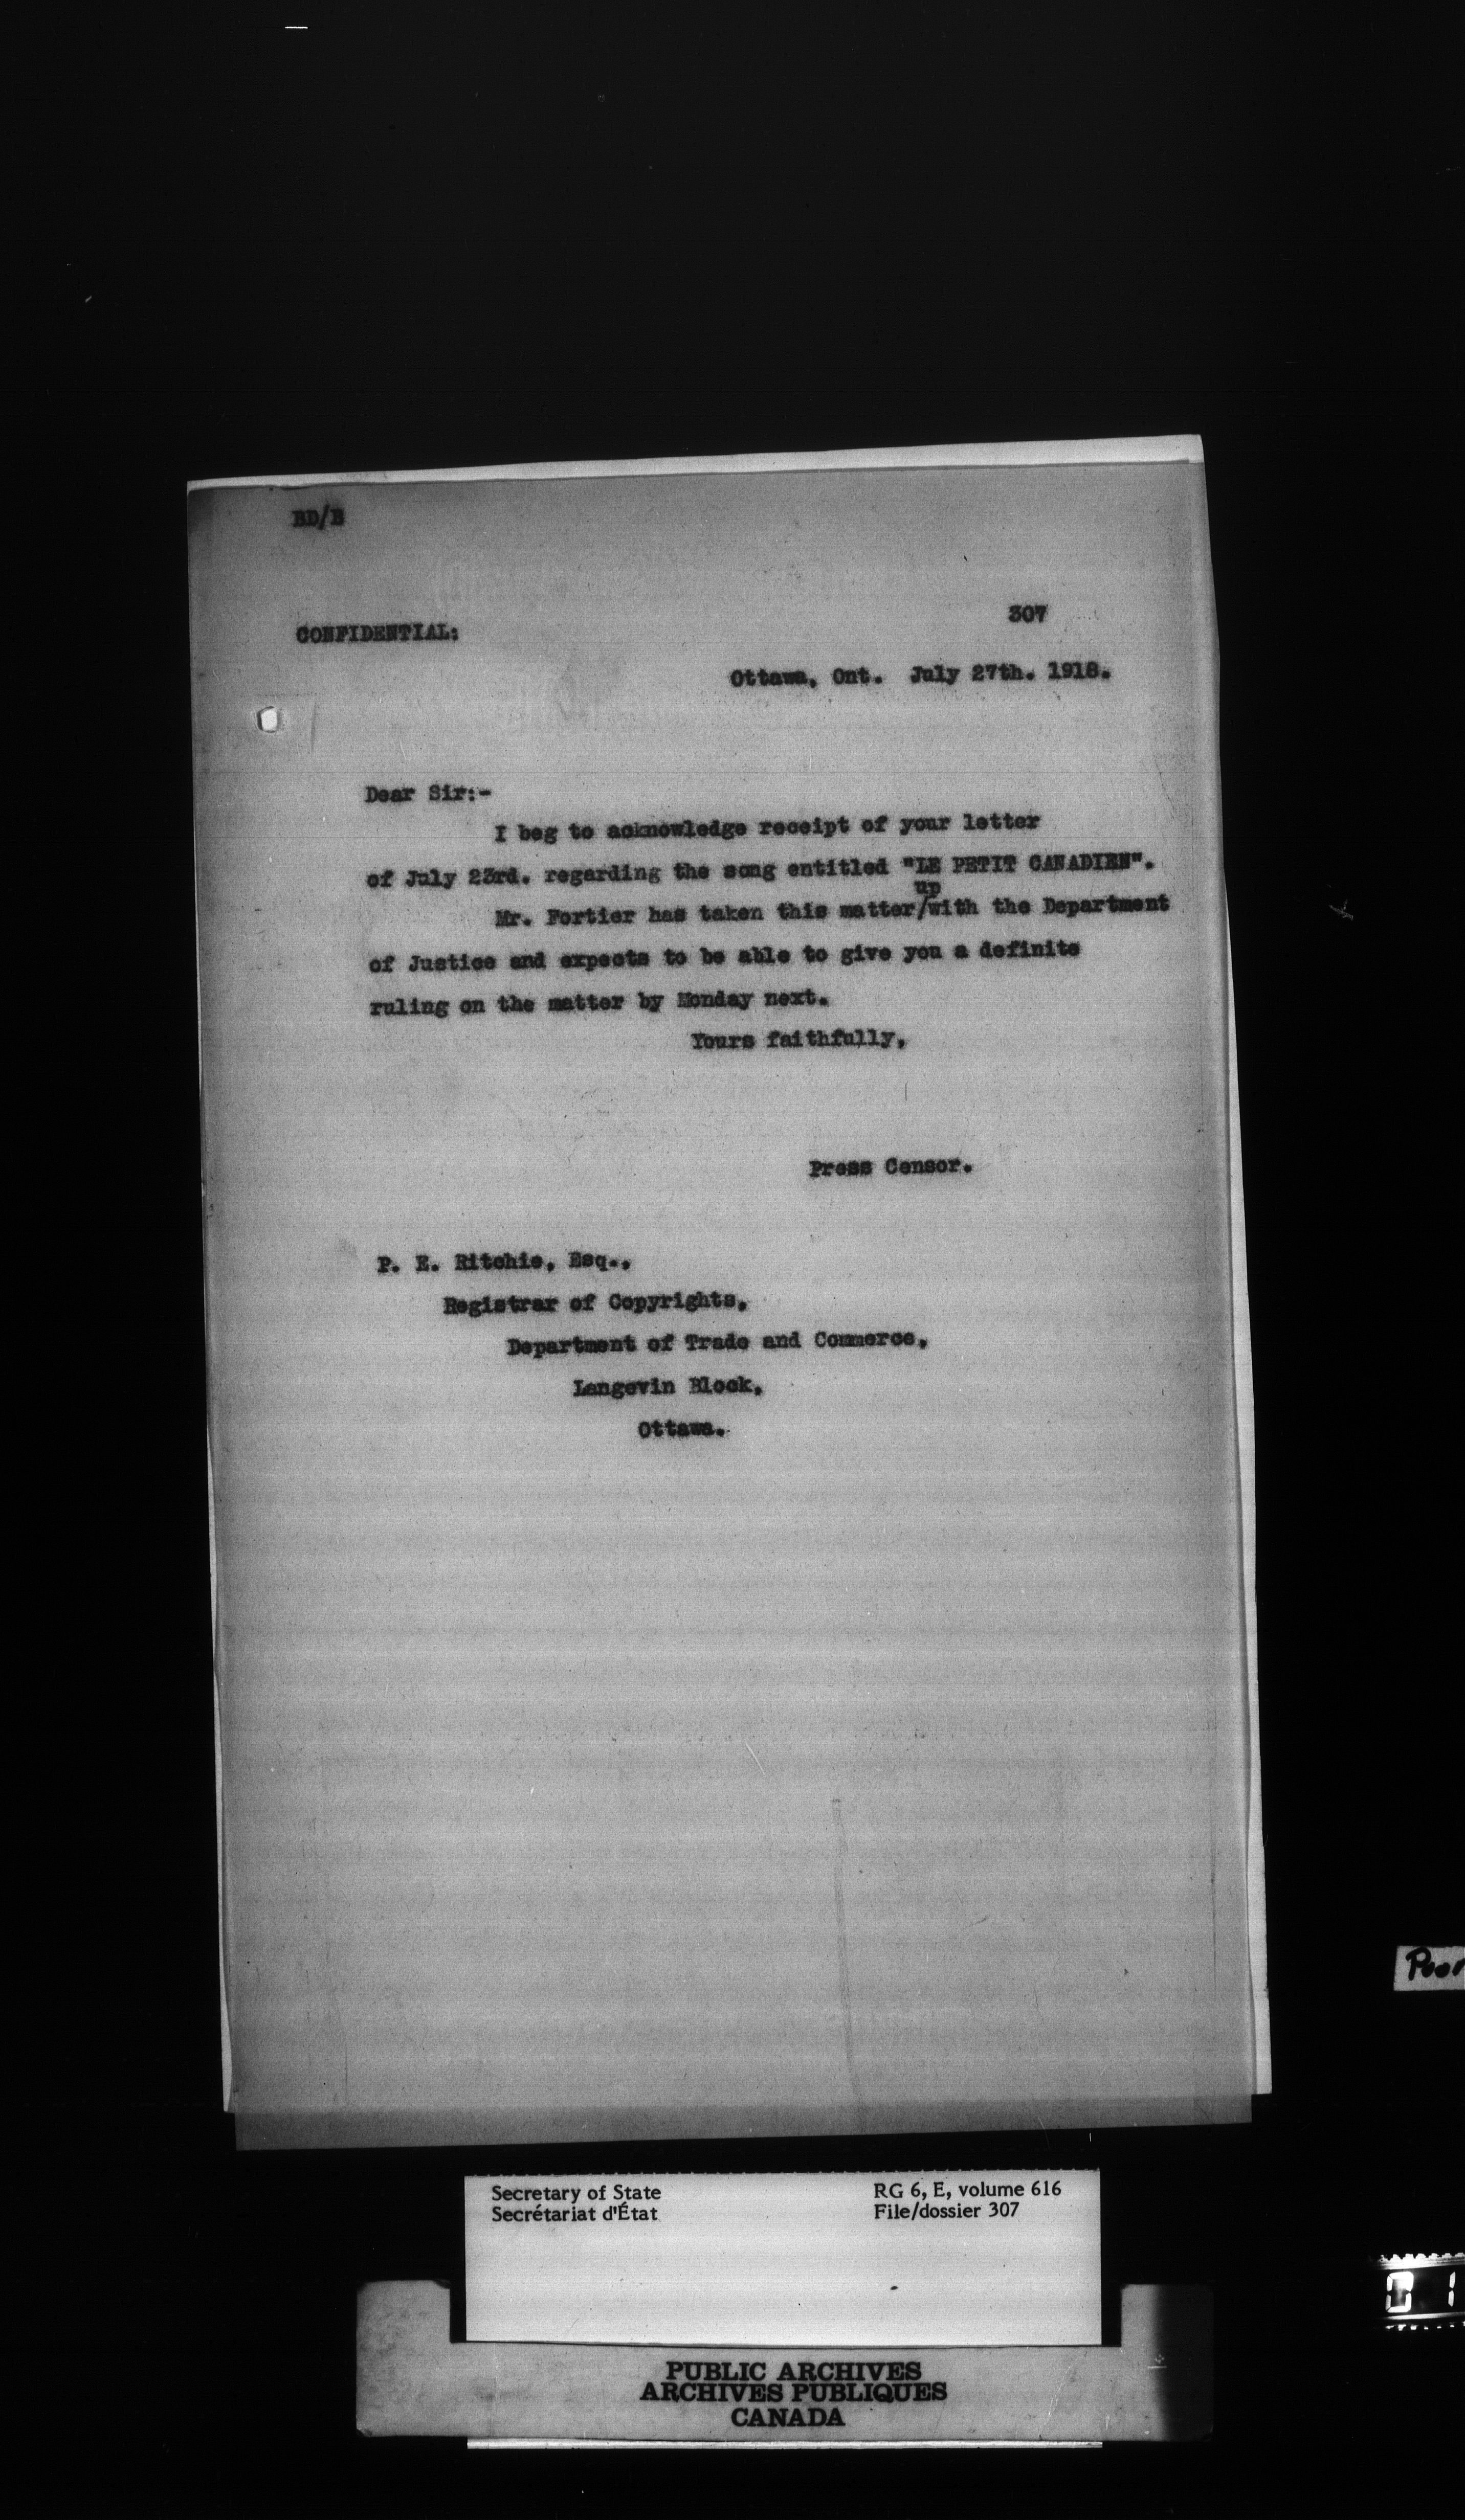 BD/B
307
CONFIDENTIAL:
Ottawa, Ont. July 27th. 1918.
Dear Sir:-
I beg to acknowledge receipt of your letter
of July 23rd. regarding the song entitled "LE PETIT CANADIEN".
up
Mr. Fortier has taken this matter/with the Department
of Justice and expects to be able to give you a definite
ruling on the matter by Monday next.
Yours faithfully,
Press Censor.
P. E. Ritchie, Esq.,
Registrar of Copyrights,
Department of Trade and Commerce,
Langevin Block,
Ottawa.
Poor
Secretary of State
Secrétariat d'État
RG 6, E, volume 616
File/dossier 307
01
PUBLIC ARCHIVES
ARCHIVES PUBLIQUES
CANADA